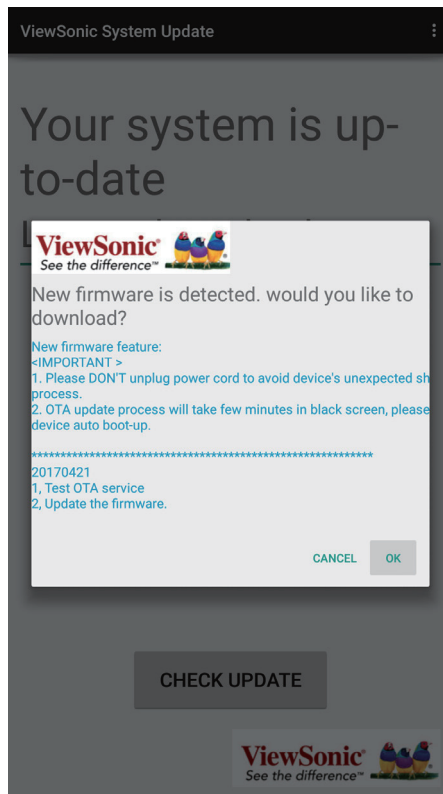 ViewSonic System Update
Your system is up-
to-date
L
ViewSonic®
See the difference™
New firmware is detected. would you like to
download?
New firmware feature:
<IMPORTANT >
1. Please DON'T unplug power cord to avoid device's unexpected sh
process.
2. OTA update process will take few minutes in black screen, please
device auto boot-up.
***************************************************************
20170421
1, Test OTA service
2, Update the firmware.
CANCEL OK
CHECK UPDATE
ViewSonic®
See the difference™